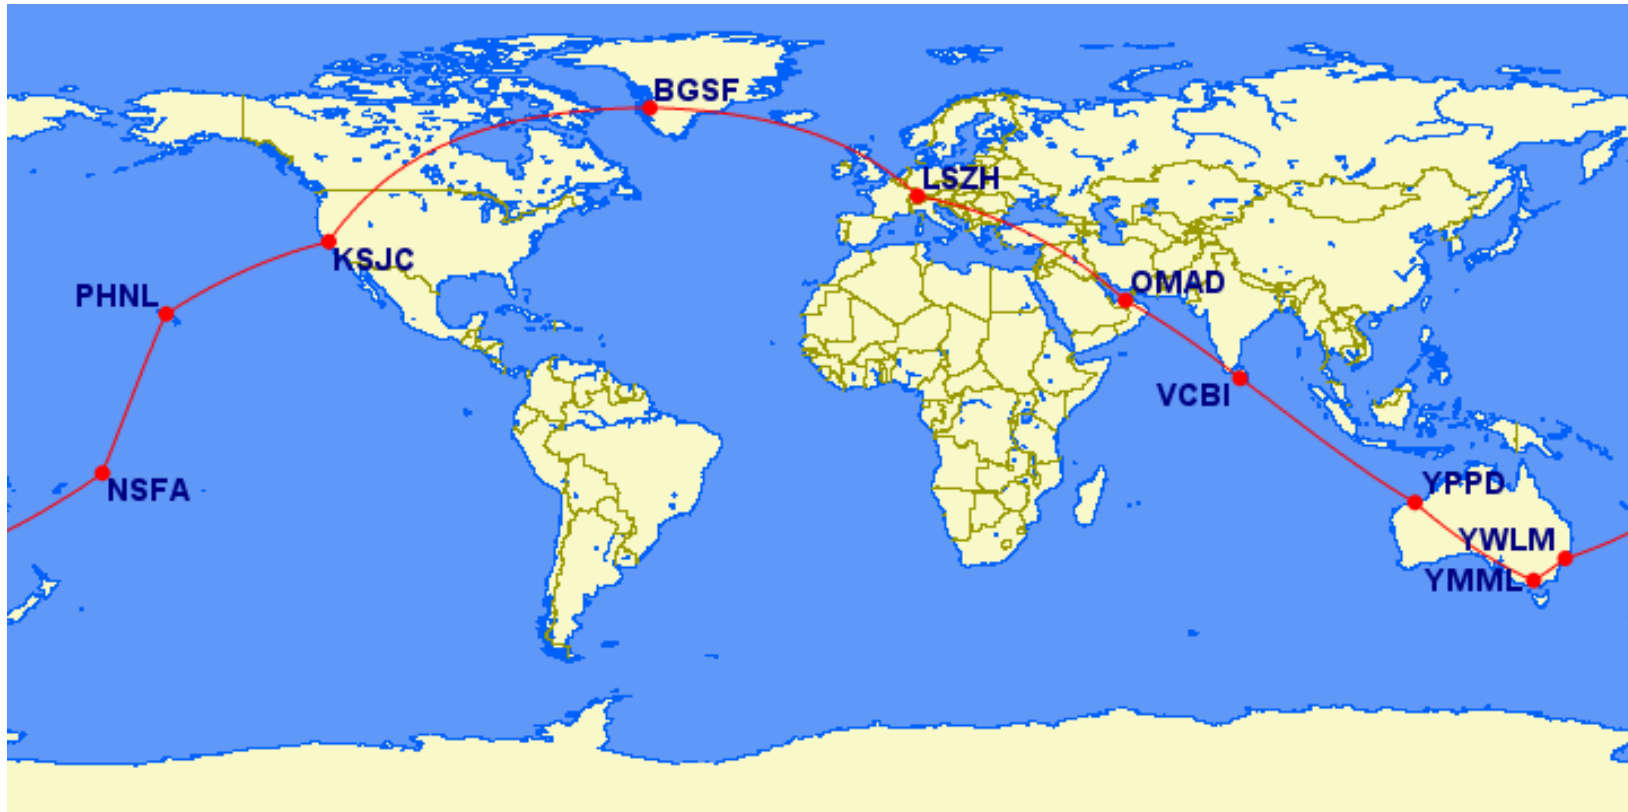 BGSF
LSZH
KSJC
OMAD
PHNL
VCBI
YPPD
NSFA
YWLM
YMML